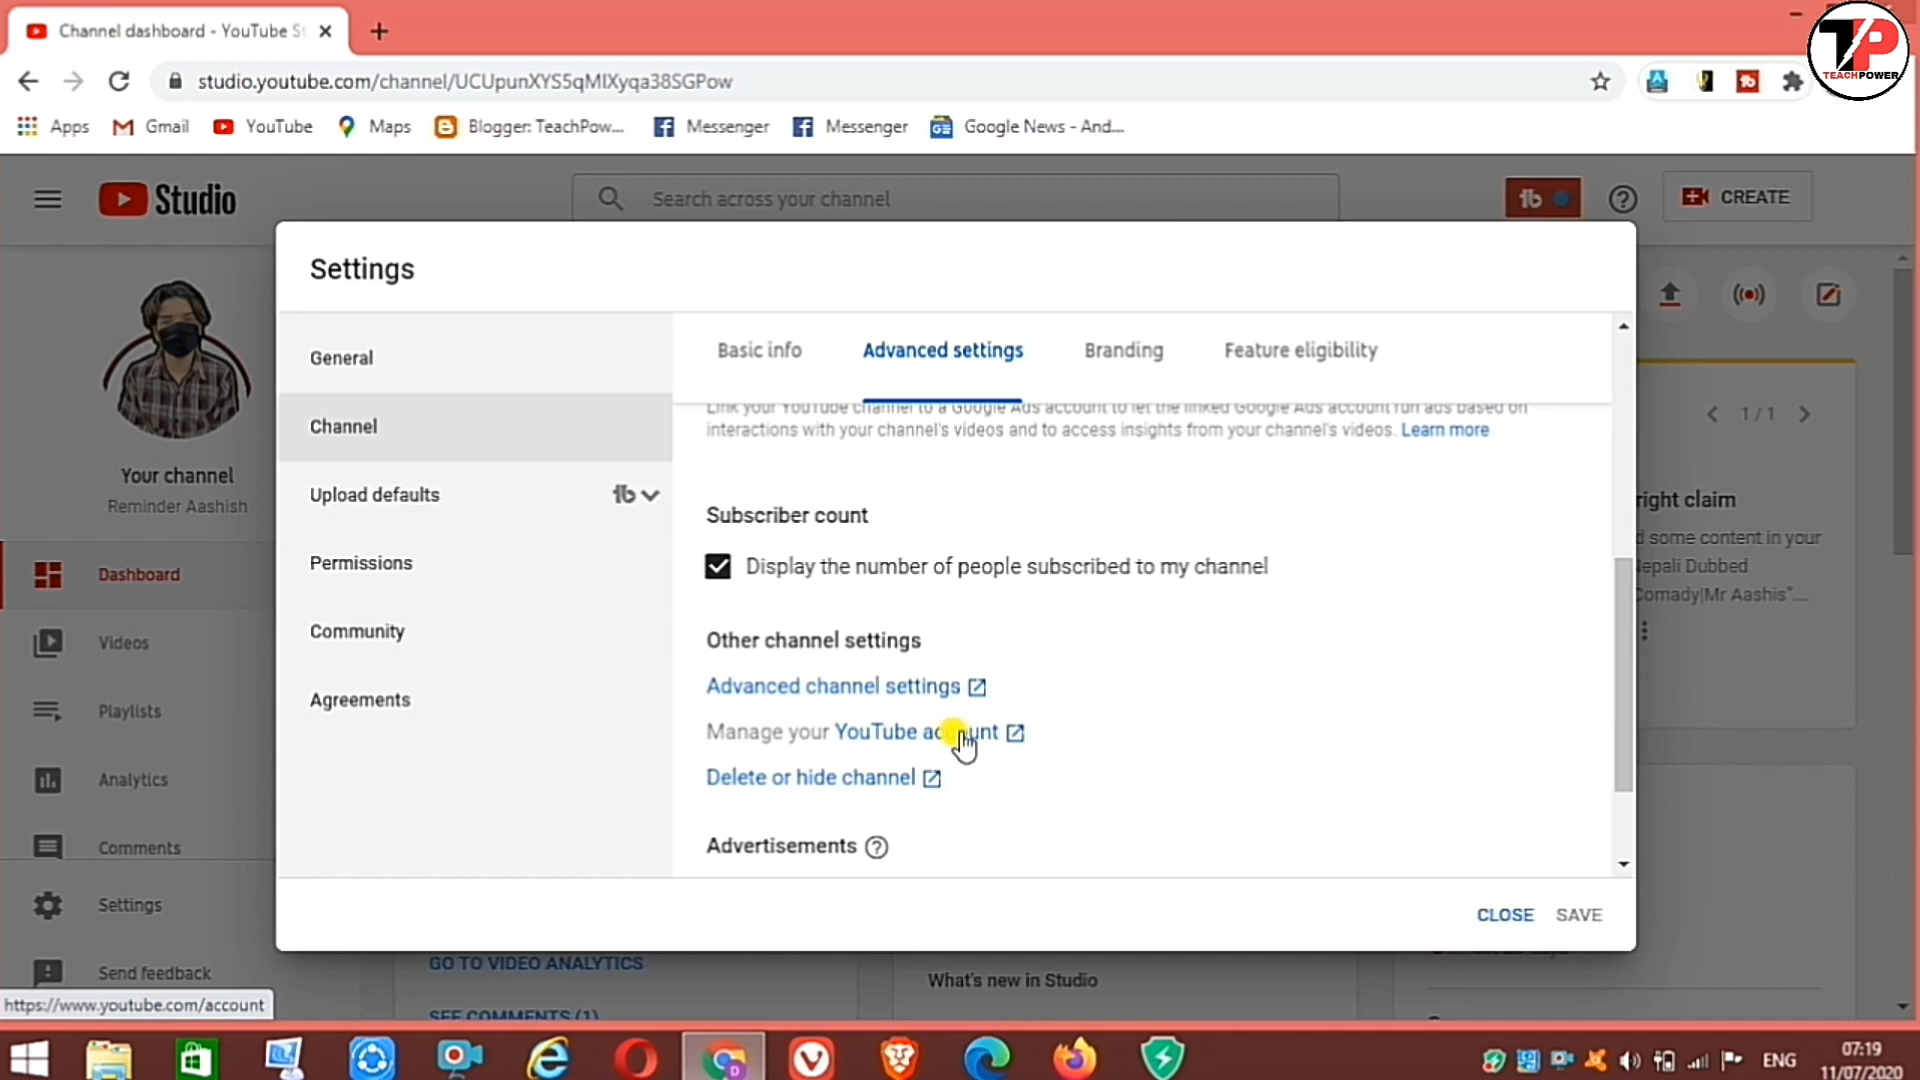 Channel dashboard - YouTube St
TEACHPOWER
studio.youtube.com/channel/UCUpunXYS5qMIXyqa38SGPow
Apps
Gmail
YouTube
Maps
Blogger: TeachPow...
Messenger
Messenger
Google News - And...
Studio
Search across your channel
CREATE
Settings
Your channel
Reminder Aashish
Dashboard
Videos
Playlists
Analytics
Comments
Settings
Send feedback
General
Channel
Upload defaults
Permissions
Community
Agreements
Basic info
Advanced settings
Branding
Feature eligibility
Link your YouTube channel to a Google Ads account to let the linked Google Ads account run ads based on
interactions with your channel's videos and to access insights from your channel's videos. Learn more
Subscriber count
Display the number of people subscribed to my channel
Other channel settings
Advanced channel settings
Manage your YouTube account
Delete or hide channel
Advertisements
CLOSE
SAVE
1 / 1
right claim
d some content in your
Nepali Dubbed
Comady|Mr Aashis"....
GO TO VIDEO ANALYTICS
SEE COMMENTS (1)
What's new in Studio
https://www.youtube.com/account
ENG
07:19
11/07/2020